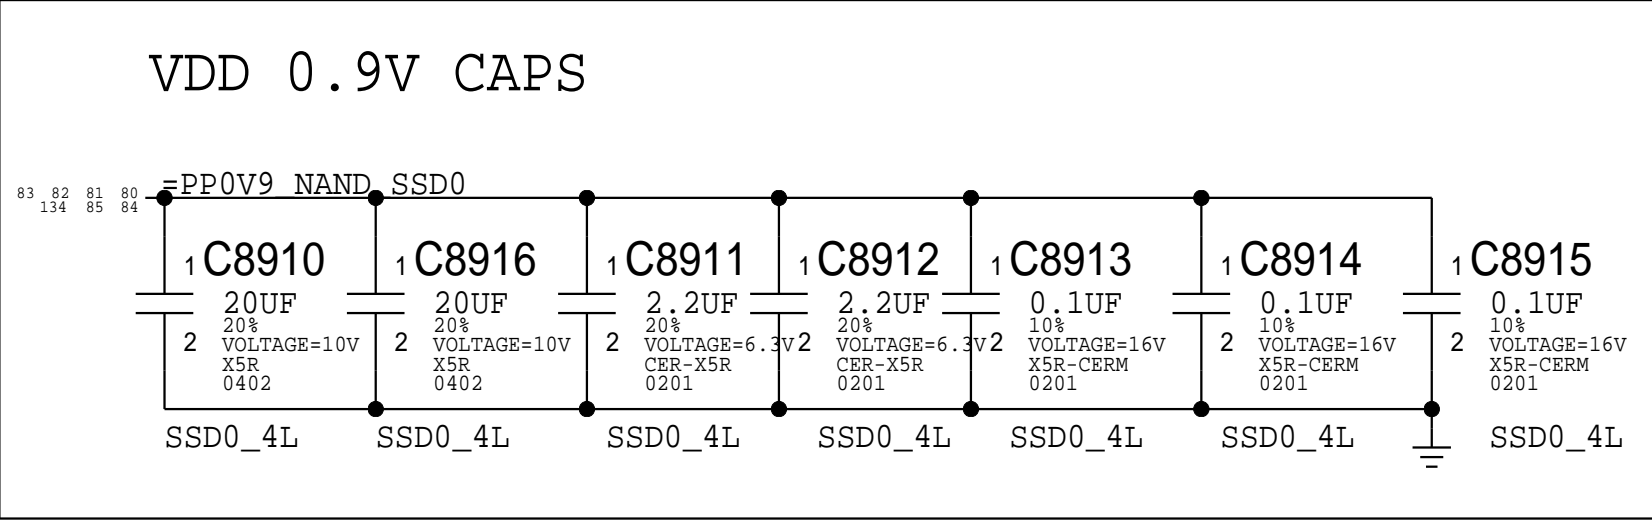 VDD 0.9V CAPS
=PP0V9_NAND_SSD0
83 82 81 80
134 85 84
1 C8910
20UF
20%
2 VOLTAGE=10V
X5R
0402
SSD0_4L
1 C8916
20UF
20%
2 VOLTAGE=10V
X5R
0402
SSD0_4L
1 C8911
2.2UF
20%
2 VOLTAGE=6.3V
CER-X5R
0201
SSD0_4L
1 C8912
2.2UF
20%
2 VOLTAGE=6.3V
CER-X5R
0201
SSD0_4L
1 C8913
0.1UF
10%
2 VOLTAGE=16V
X5R-CERM
0201
SSD0_4L
1 C8914
0.1UF
10%
2 VOLTAGE=16V
X5R-CERM
0201
SSD0_4L
1 C8915
0.1UF
10%
2 VOLTAGE=16V
X5R-CERM
0201
SSD0_4L